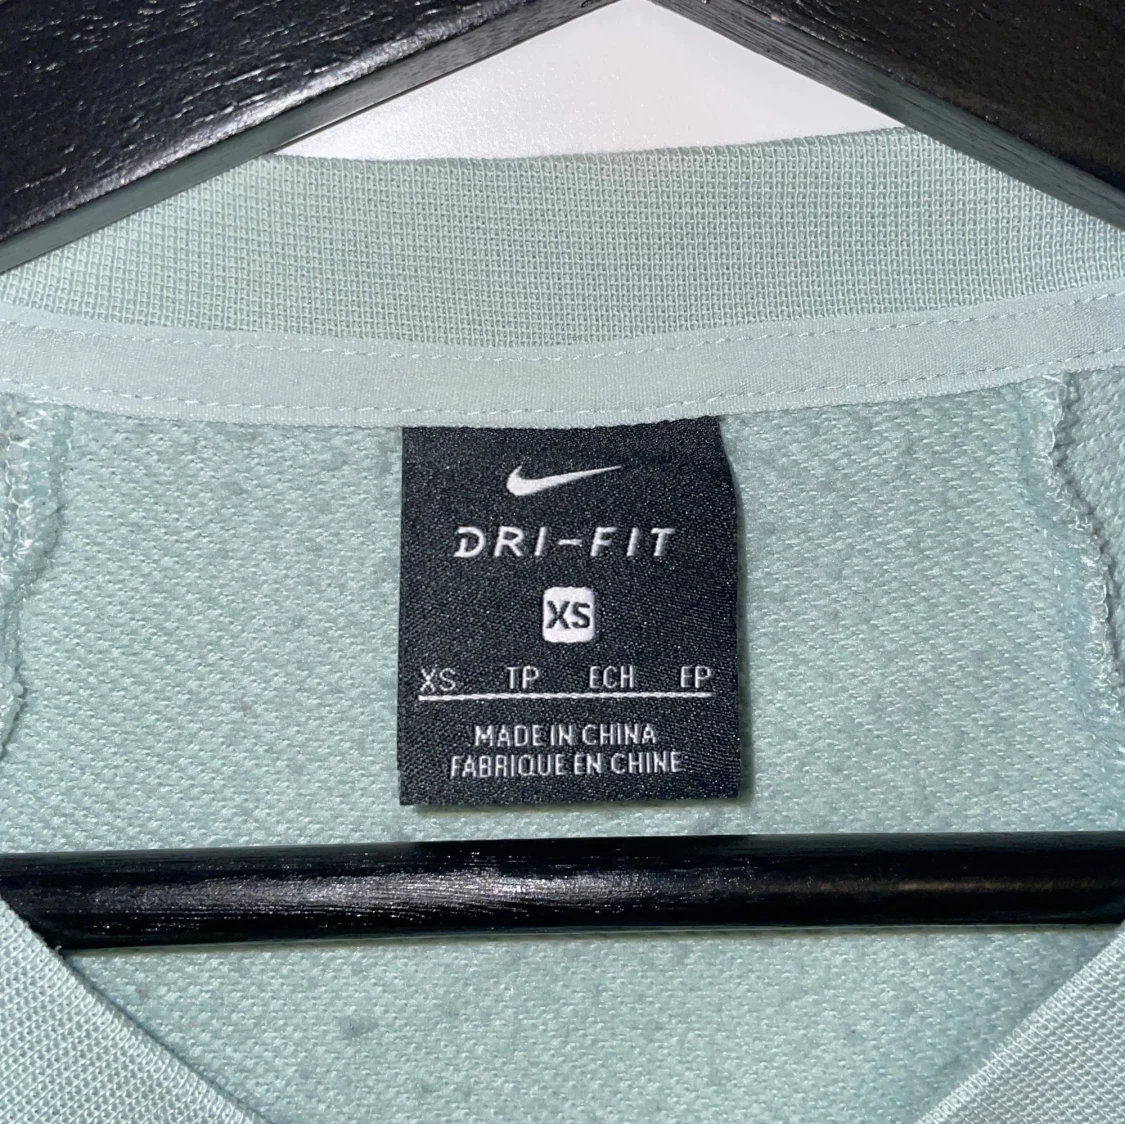 DRI-FIT
XS
XS TP ECH EP
MADE IN CHINA
FABRIQUE EN CHINE